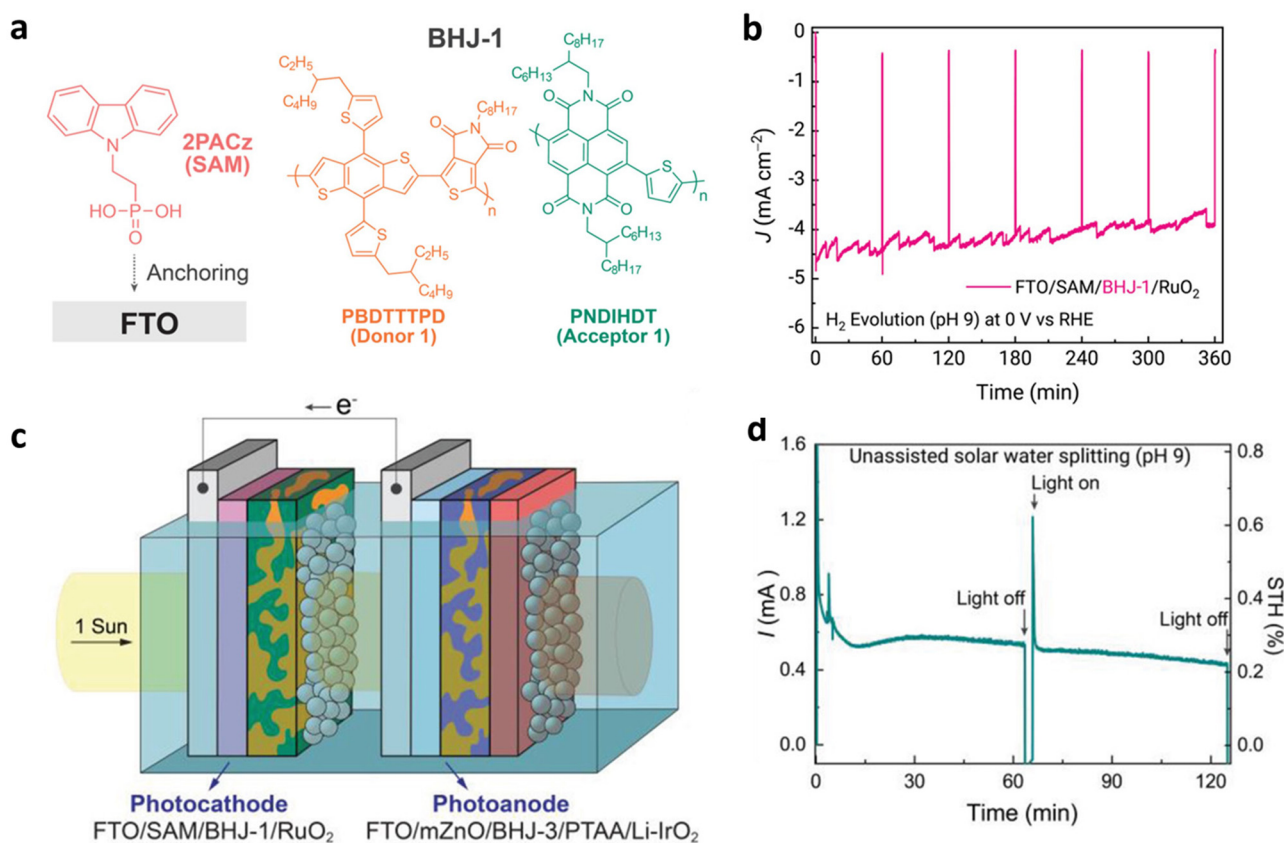 a
BHJ-1
2PACz
(SAM)
N
HO
P
OH
O
Anchoring
FTO
C₂H₅
C₄H₉
S
C₈H₁₇
N
O
O
S
S
S
n
S
C₂H₅
C₄H₉
PBDTTTPD
(Donor 1)
C₈H₁₇
C₆H₁₃
O
N
O
S
n
O
N
O
C₆H₁₃
C₈H₁₇
PNDIHDT
(Acceptor 1)
b
0
-1
-2
-3
-4
-5
-6
J (mA cm⁻²)
FTO/SAM/BHJ-1/RuO₂
H₂ Evolution (pH 9) at 0 V vs RHE
0 60 120 180 240 300 360
Time (min)
c
e⁻
1 Sun
Photocathode
FTO/SAM/BHJ-1/RuO₂
Photoanode
FTO/mZnO/BHJ-3/PTAA/Li-IrO₂
d
1.6
1.2
0.8
0.4
0.0
I (mA)
Unassisted solar water splitting (pH 9)
Light on
Light off
Light off
0.8
0.6
0.4
0.2
0.0
STH (%)
0 30 60 90 120
Time (min)